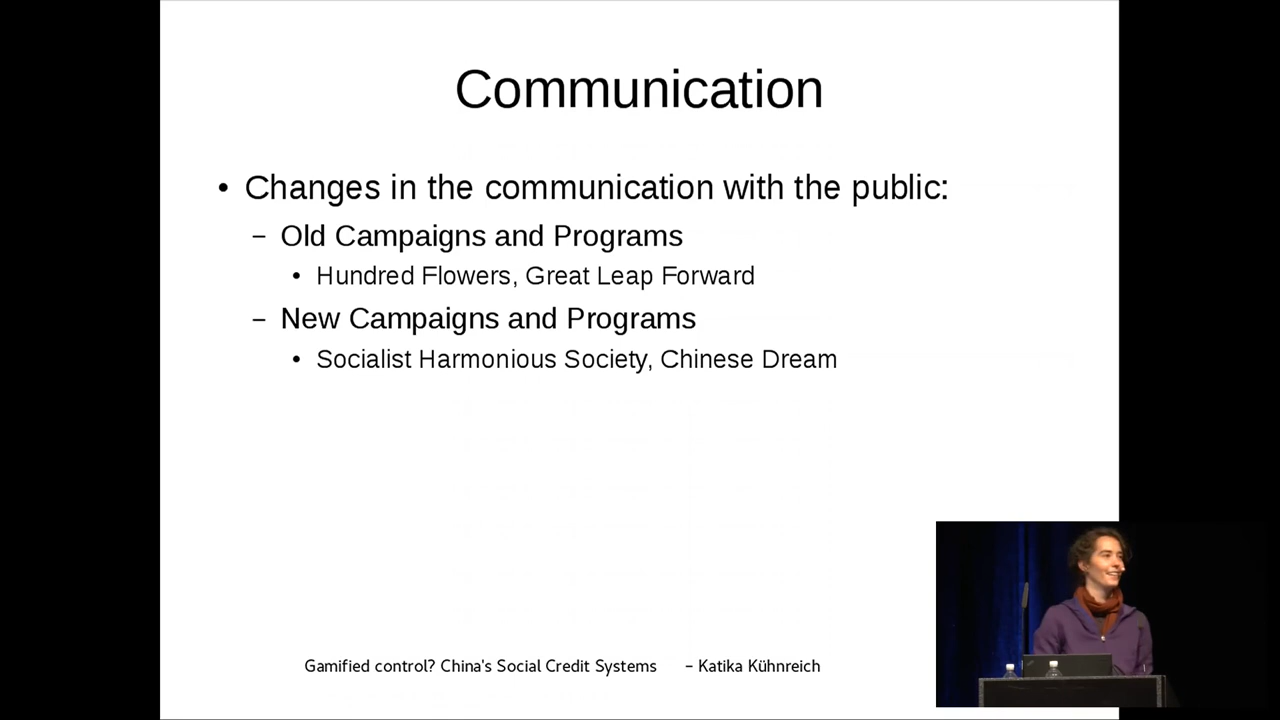 Communication
• Changes in the communication with the public:
– Old Campaigns and Programs
• Hundred Flowers, Great Leap Forward
– New Campaigns and Programs
• Socialist Harmonious Society, Chinese Dream
Gamified control? China's Social Credit Systems – Katika Kühnreich